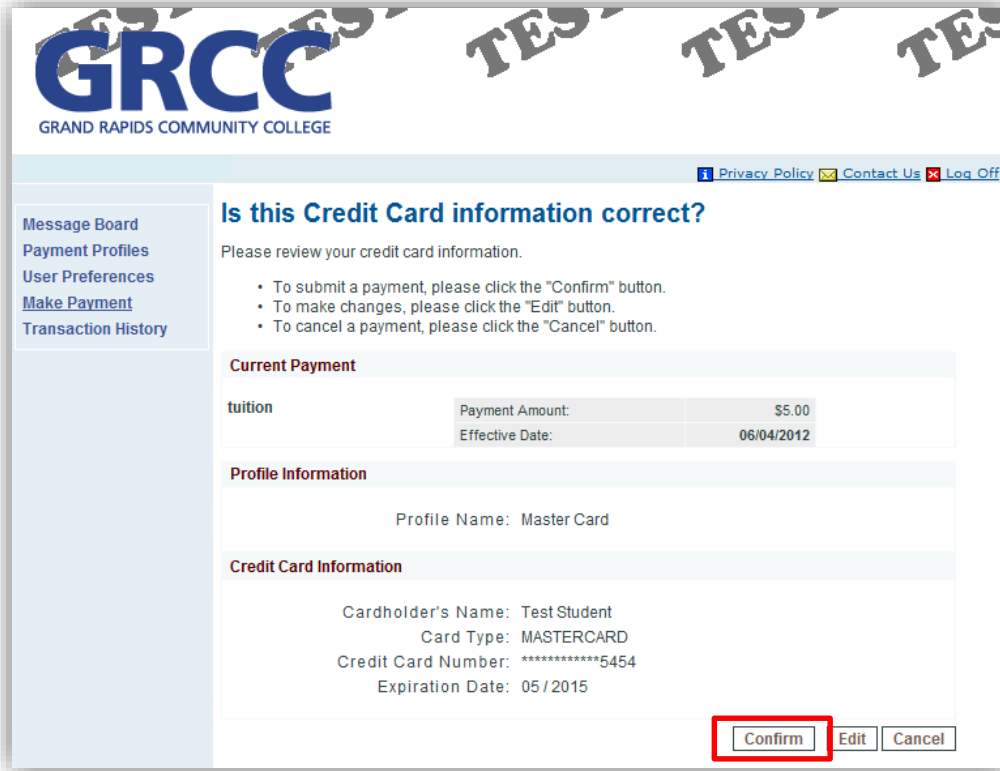 TES TES TES TES TES
GRCC
GRAND RAPIDS COMMUNITY COLLEGE
Privacy Policy Contact Us Log Off
Message Board
Payment Profiles
User Preferences
Make Payment
Transaction History
Is this Credit Card information correct?
Please review your credit card information.
• To submit a payment, please click the "Confirm" button.
• To make changes, please click the "Edit" button.
• To cancel a payment, please click the "Cancel" button.
Current Payment
tuition Payment Amount: $5.00
Effective Date: 06/04/2012
Profile Information
Profile Name: Master Card
Credit Card Information
Cardholder's Name: Test Student
Card Type: MASTERCARD
Credit Card Number: ************5454
Expiration Date: 05 / 2015
Confirm Edit Cancel